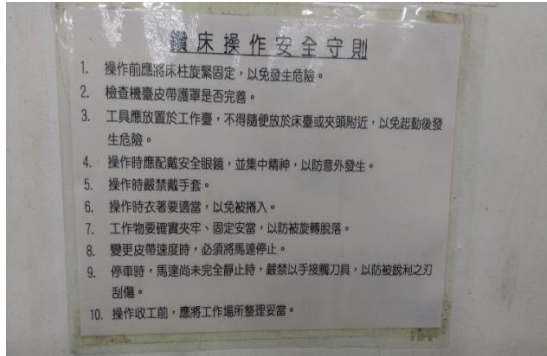 鑽床操作安全守則
1. 操作前應將床柱旋緊固定，以免發生危險。
2. 檢查機臺皮帶護罩是否完善。
3. 工具應放置於工作臺，不得隨便放於床臺或夾頭附近，以免起動後發
生危險。
4. 操作時應配戴安全眼鏡，並集中精神，以防意外發生。
5. 操作時嚴禁戴手套。
6. 操作時衣著要適當，以免被捲入。
7. 工作物要確實夾牢、固定安當，以防被旋轉脫落。
8. 變更皮帶速度時，必須將馬達停止。
9. 停車時，馬達尚未完全靜止時，嚴禁以手接觸刀具，以防被銳利之刃
刮傷。
10. 操作收工前，應將工作場所整理妥當。